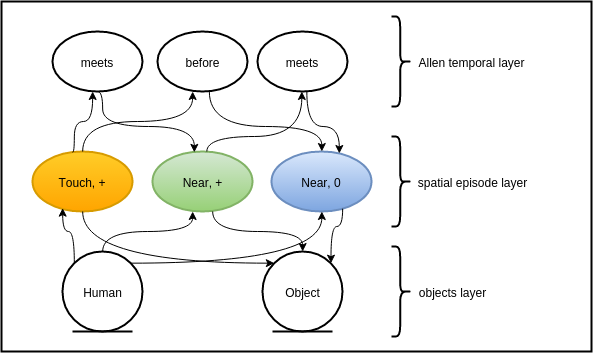 meets
before
meets
Allen temporal layer
Touch, +
Near, +
Near, 0
spatial episode layer
Human
Object
objects layer